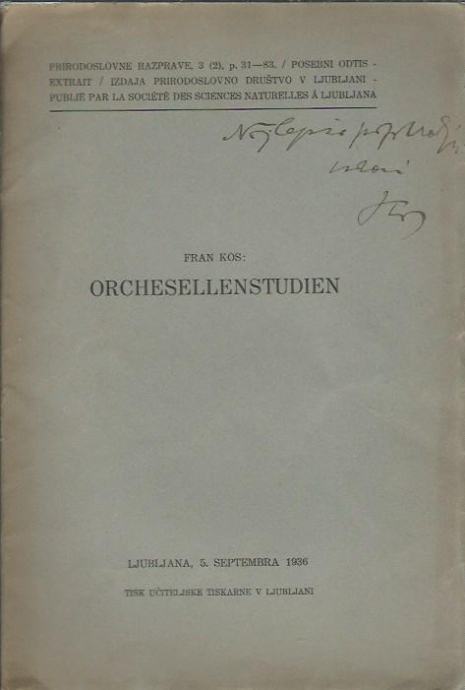 PRIRODOSLOVNE RAZPRAVE, 3 (2), p. 31—83. / POSEBNI ODTIS -
EXTRAIT / IZDAJA PRIRODOSLOVNO DRUŠTVO V LJUBLJANI -
PUBLIÉ PAR LA SOCIÉTÉ DES SCIENCES NATURELLES Á LJUBLJANA
Najlepše
FRAN KOS:
ORCHESELLENSTUDIEN
LJUBLJANA, 5. SEPTEMBRA 1936
TISK UČITELJSKE TISKARNE V LJUBLJANI